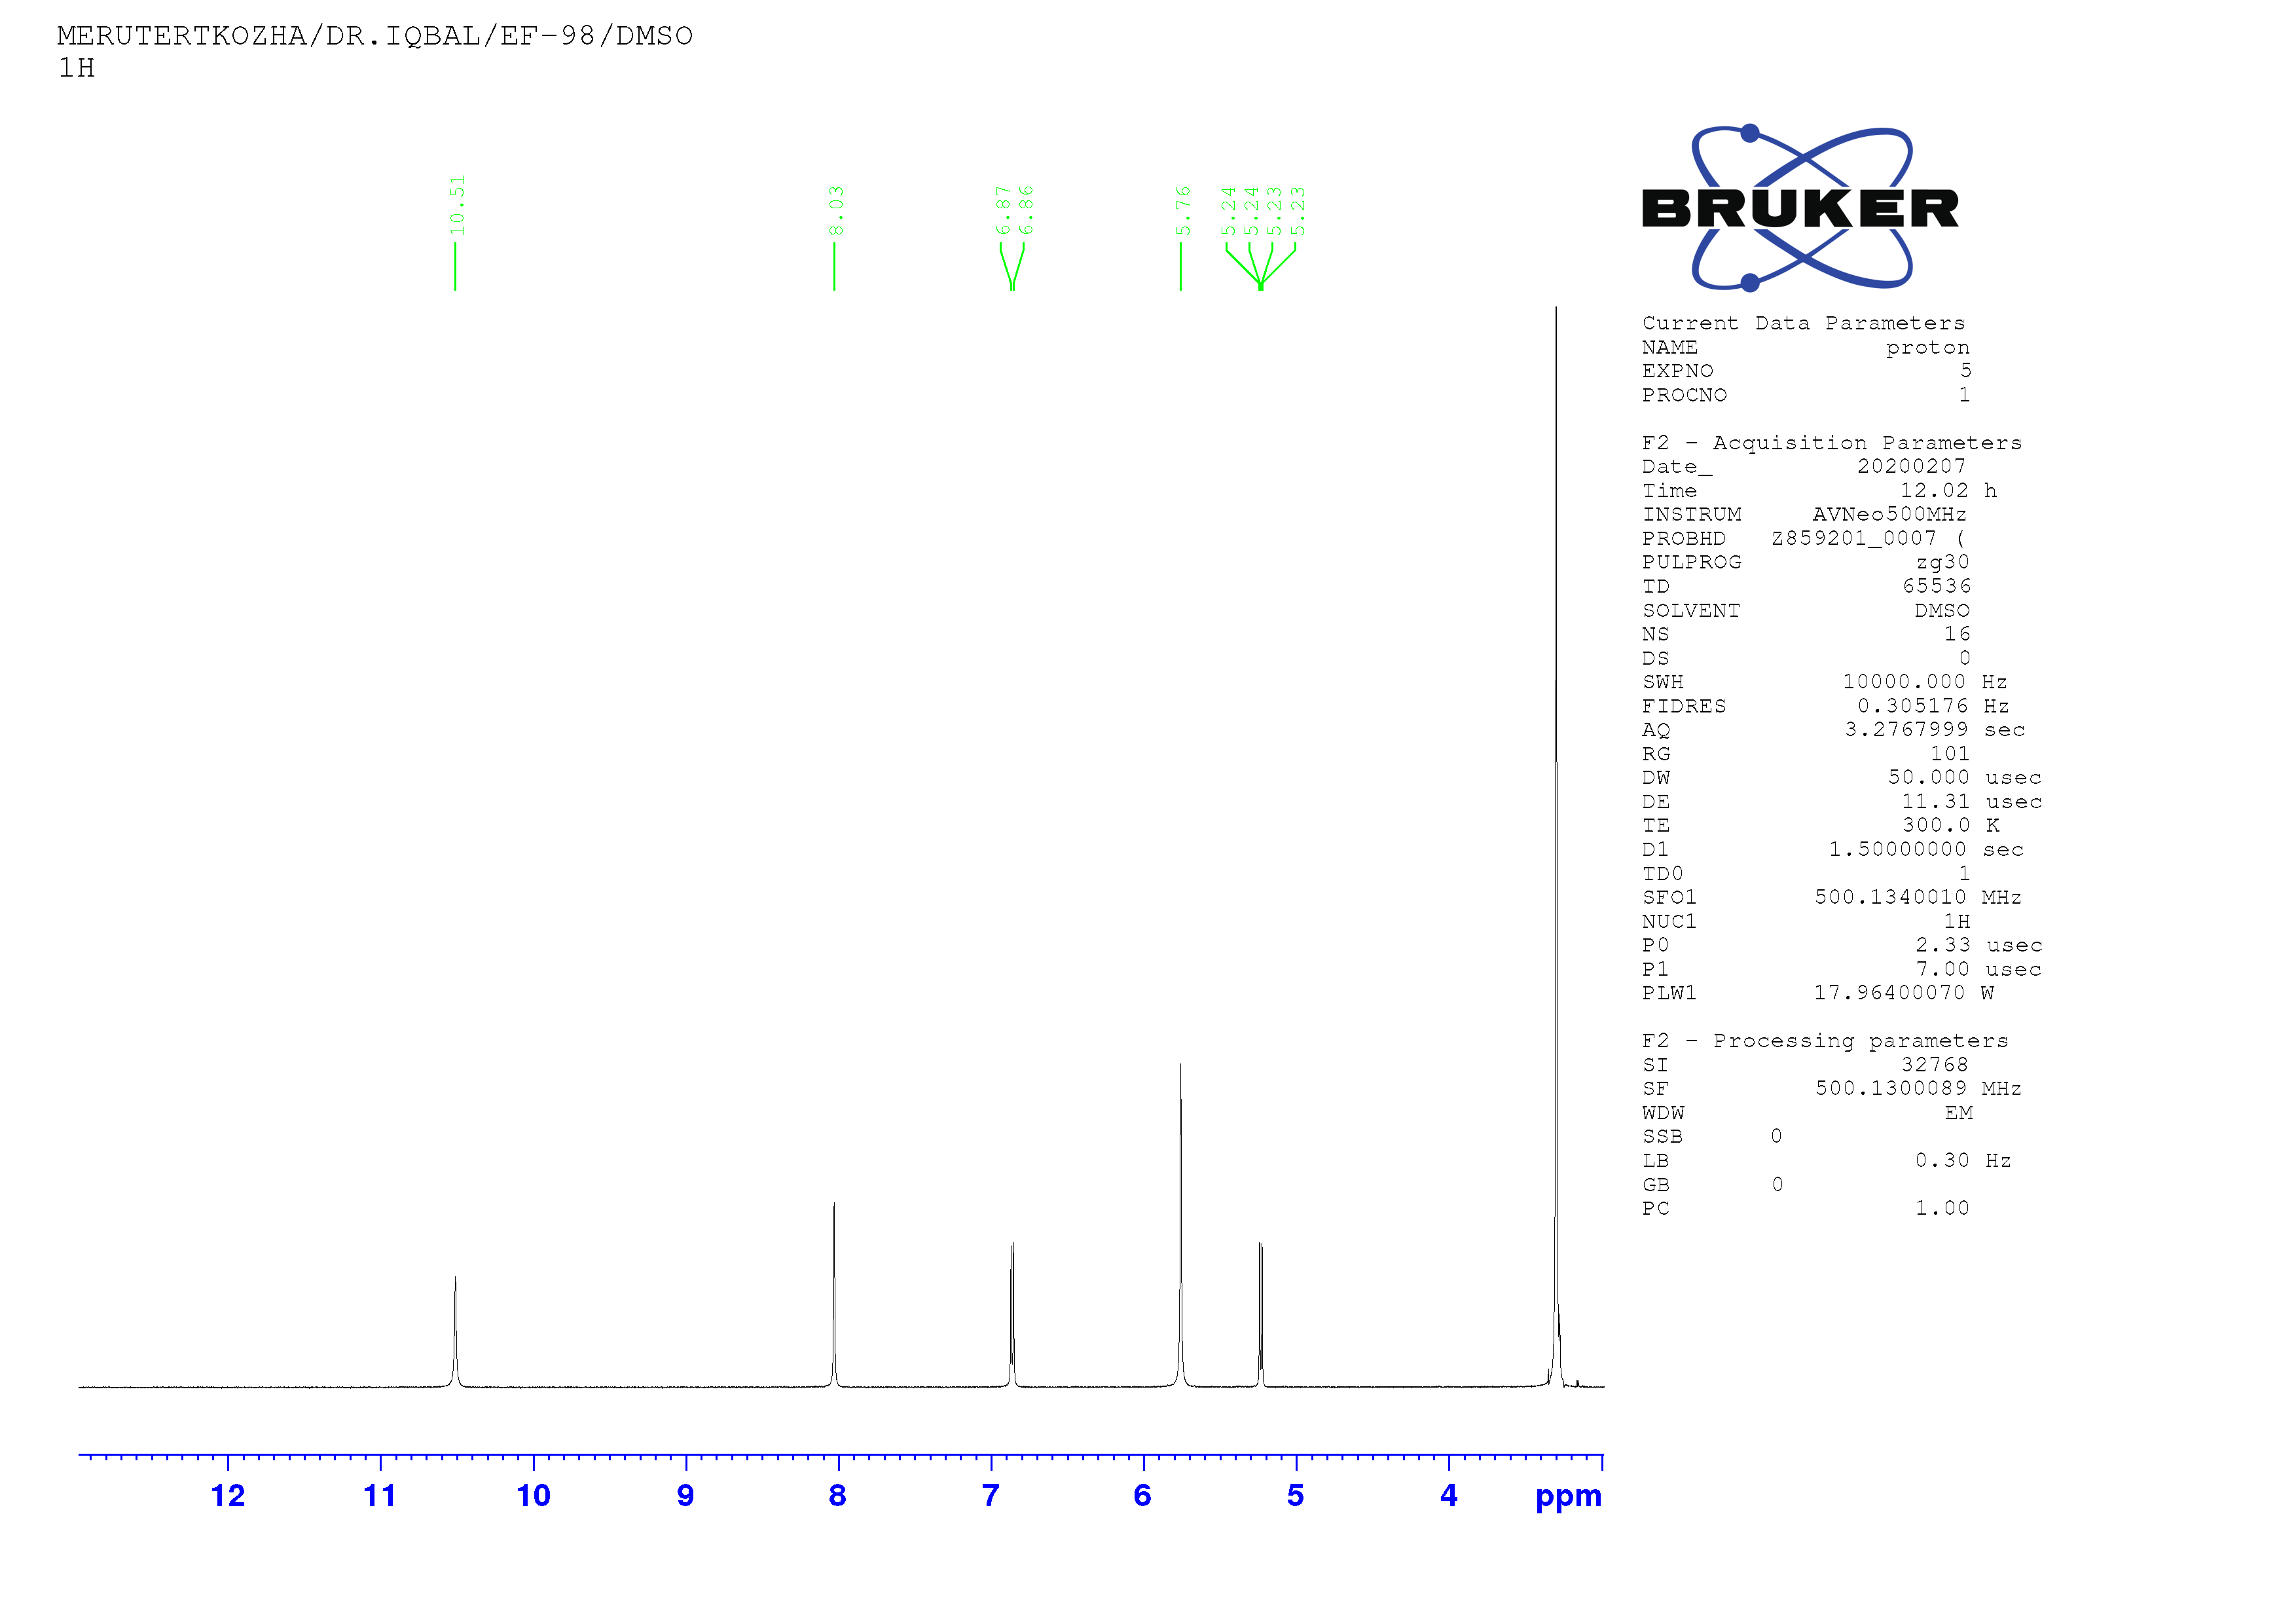 MERUTERTKOZHA/DR.IQBAL/EF-98/DMSO
1H
10.51
8.03
6.87
6.86
5.76
5.24
5.24
5.23
5.23
BRUKER
Current Data Parameters
NAME proton
EXPNO 5
PROCNO 1
F2 - Acquisition Parameters
Date_ 20200207
Time 12.02 h
INSTRUM AVNeo500MHz
PROBHD Z859201_0007 (
PULPROG zg30
TD 65536
SOLVENT DMSO
NS 16
DS 0
SWH 10000.000 Hz
FIDRES 0.305176 Hz
AQ 3.2767999 sec
RG 101
DW 50.000 usec
DE 11.31 usec
TE 300.0 K
D1 1.50000000 sec
TD0 1
SFO1 500.1340010 MHz
NUC1 1H
P0 2.33 usec
P1 7.00 usec
PLW1 17.96400070 W
F2 - Processing parameters
SI 32768
SF 500.1300089 MHz
WDW EM
SSB 0
LB 0.30 Hz
GB 0
PC 1.00
12 11 10 9 8 7 6 5 4 ppm